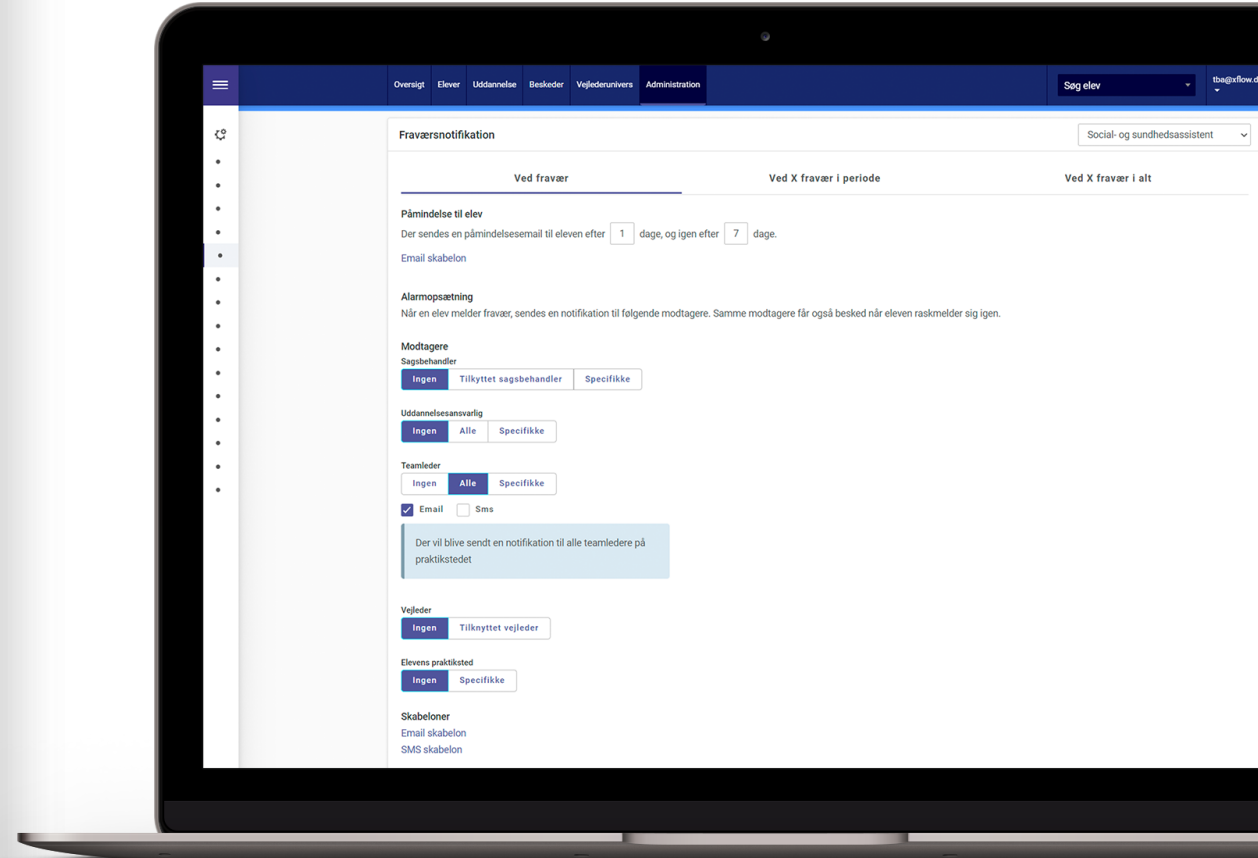 Oversigt Elever Uddannelse Beskeder Vejlederunivers Administration Søg elev tba@xflow.d
Fraværsnotifikation Social- og sundhedsassistent
Ved fravær Ved X fravær i periode Ved X fravær i alt
Påmindelse til elev
Der sendes en påmindelsesemail til eleven efter 1 dage, og igen efter 7 dage.
Email skabelon
Alarmopsætning
Når en elev melder fravær, sendes en notifikation til følgende modtagere. Samme modtagere får også besked når eleven raskmelder sig igen.
Modtagere
Sagsbehandler
Ingen Tilkyttet sagsbehandler Specifikke
Uddannelsesansvarlig
Ingen Alle Specifikke
Teamleder
Ingen Alle Specifikke
Email Sms
Der vil blive sendt en notifikation til alle teamledere på
praktikstedet
Vejleder
Ingen Tilknyttet vejleder
Elevens praktiksted
Ingen Specifikke
Skabeloner
Email skabelon
SMS skabelon